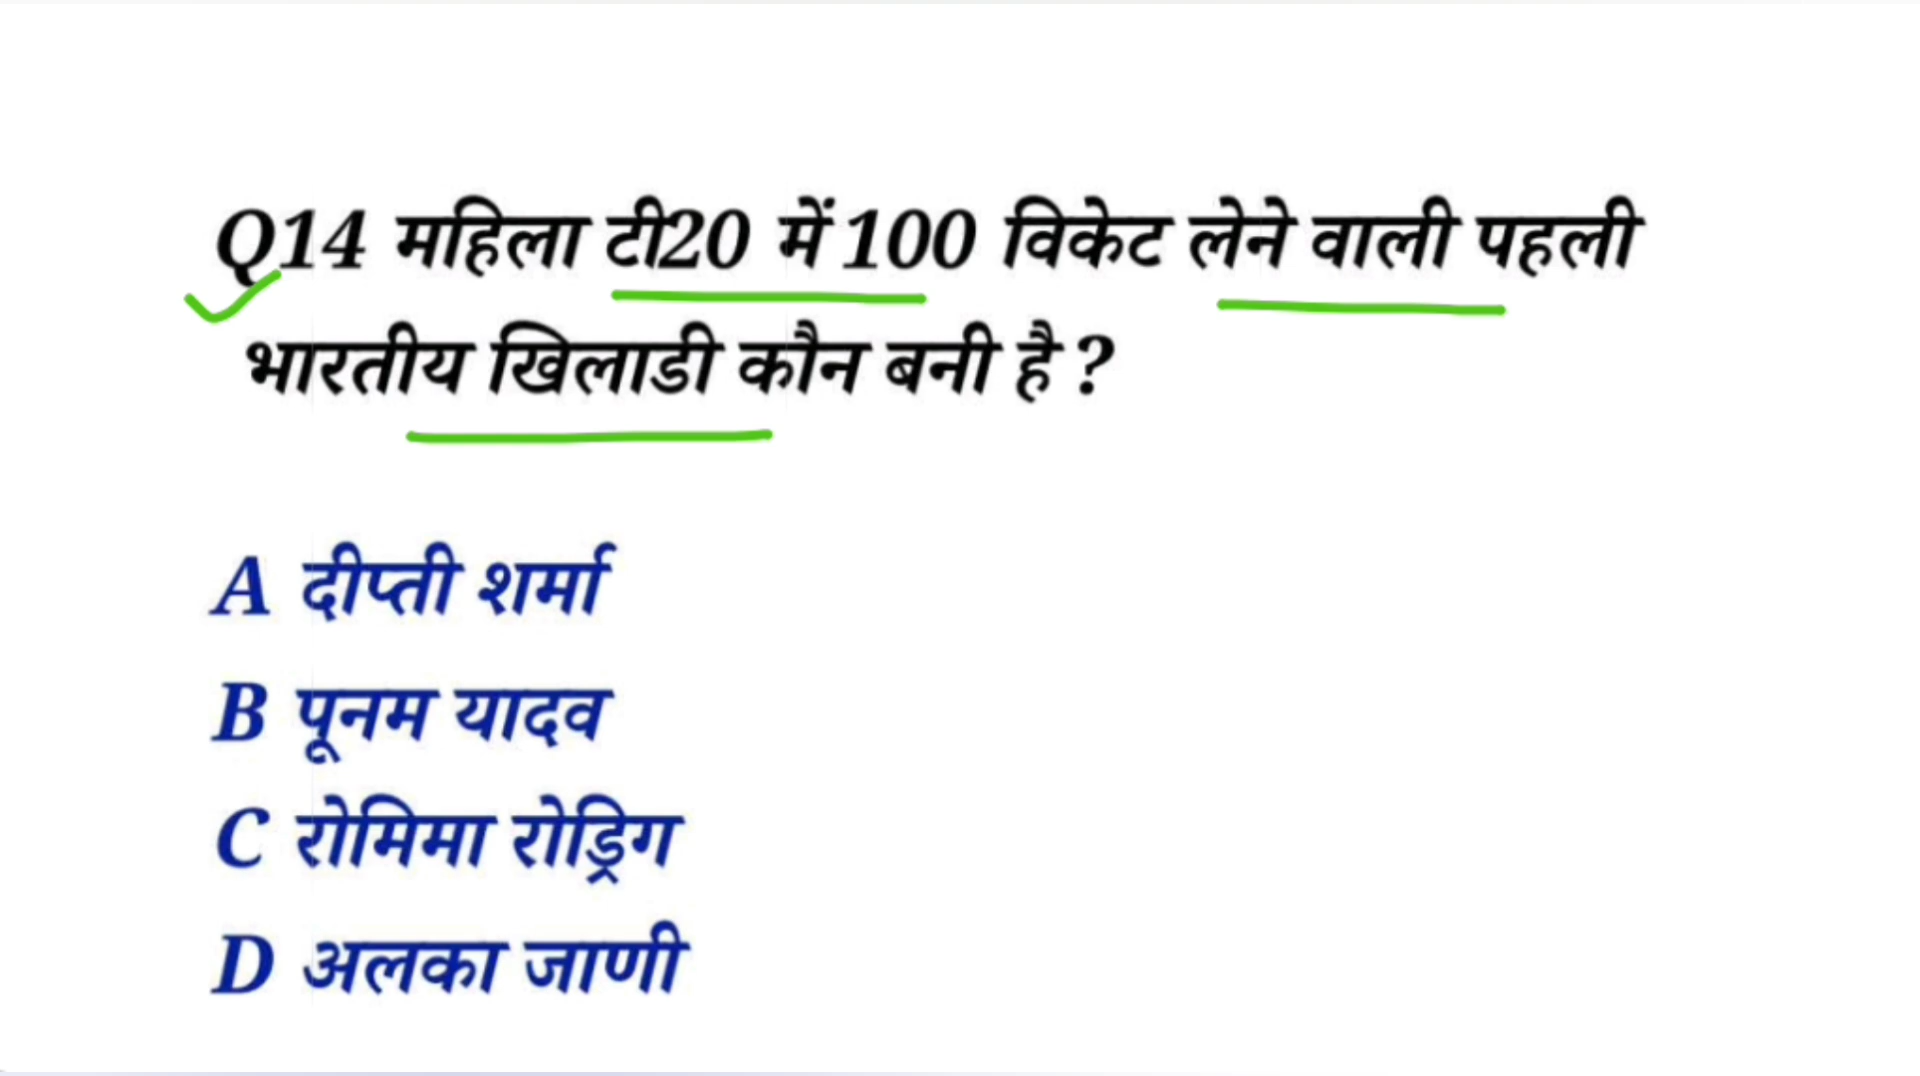 Q14 महिला टी20 में 100 विकेट लेने वाली पहली
भारतीय खिलाडी कौन बनी है ?
A दीप्ती शर्मा
B पूनम यादव
C रोमिमा रोड्रिग
D अलका जाणी